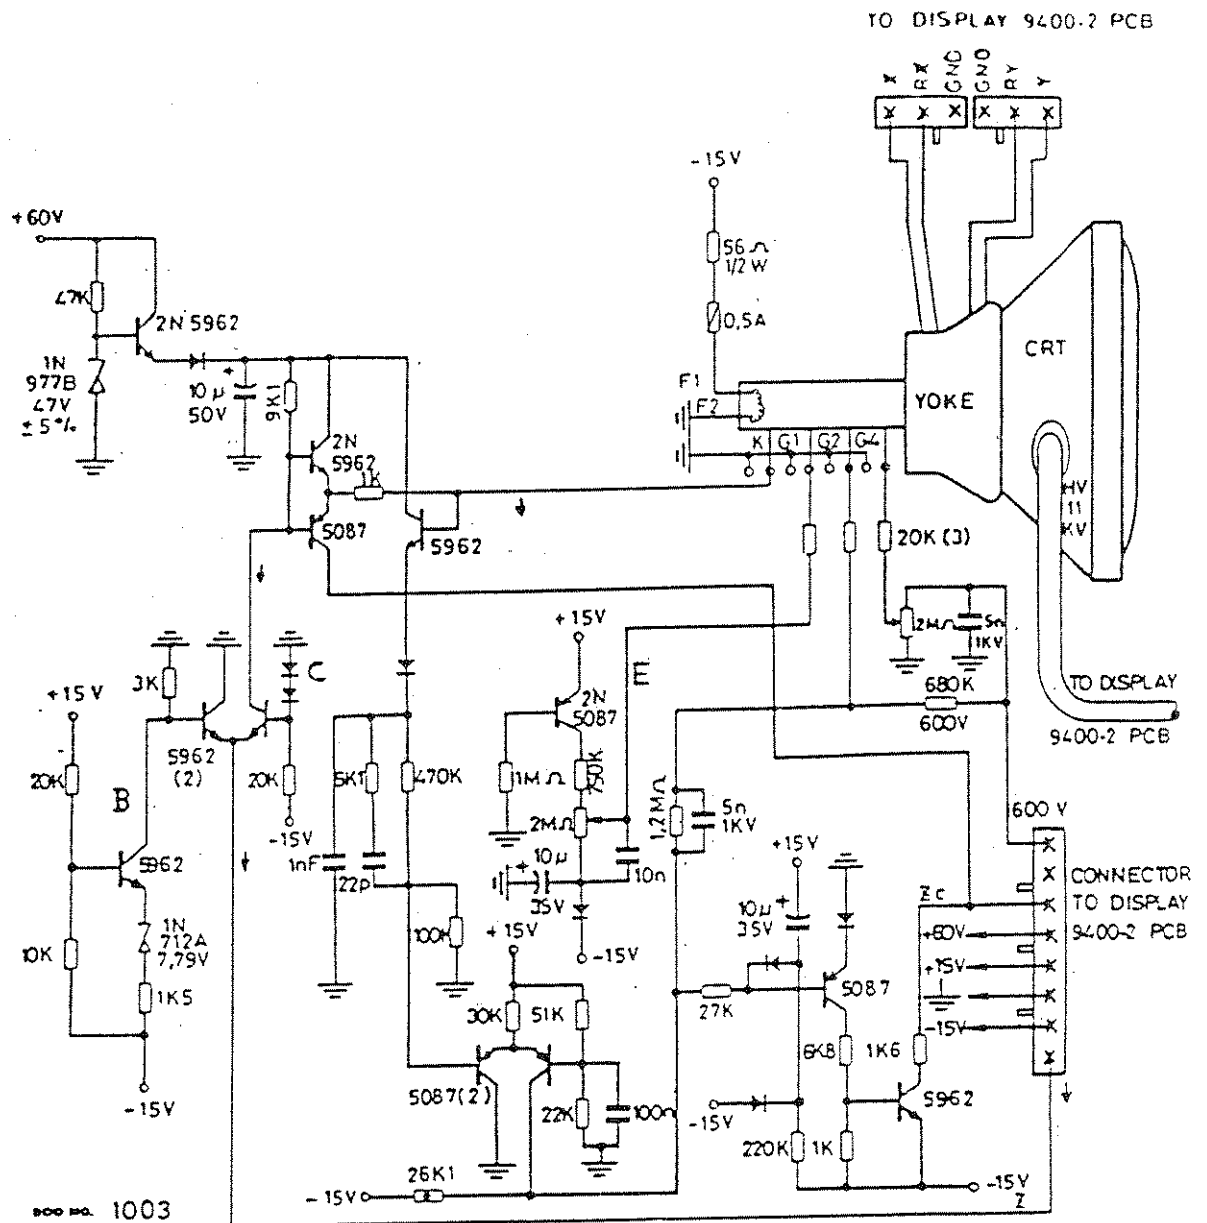 TO DISPLAY 9400-2 PCB
X
RX
GND
GND
RY
Y
-15V
+60V
56Ω
1/2 W
47K
2N 5962
0,5A
CRT
1N
977B
47V
±5%
10μ
50V
9K1
F1
F2
YOKE
2N
5962
K
G1
G2
G4
1K
HV
11
KV
5087
5962
20K (3)
+15V
2MΩ
5n
1KV
3K
C
E
680K
TO DISPLAY
+15V
2N
5087
600V
9400-2 PCB
5962
(2)
20K
B
20K
5K1
470K
1MΩ
750K
1,2MΩ
5n
1KV
600 V
-15V
2MΩ
+15V
5962
1nF
22p
10μ
35V
10n
CONNECTOR
TO DISPLAY
9400-2 PCB
Zc
10μ
35V
+60V
1N
712A
7,79V
100K
+15V
-15V
+15V
10K
1K5
5087
27K
-15V
30K
51K
6K8
1K6
-15V
5087(2)
22K
100n
-15V
5962
220K
1K
26K1
-15V
-15V
Z
DOC NO. 1003